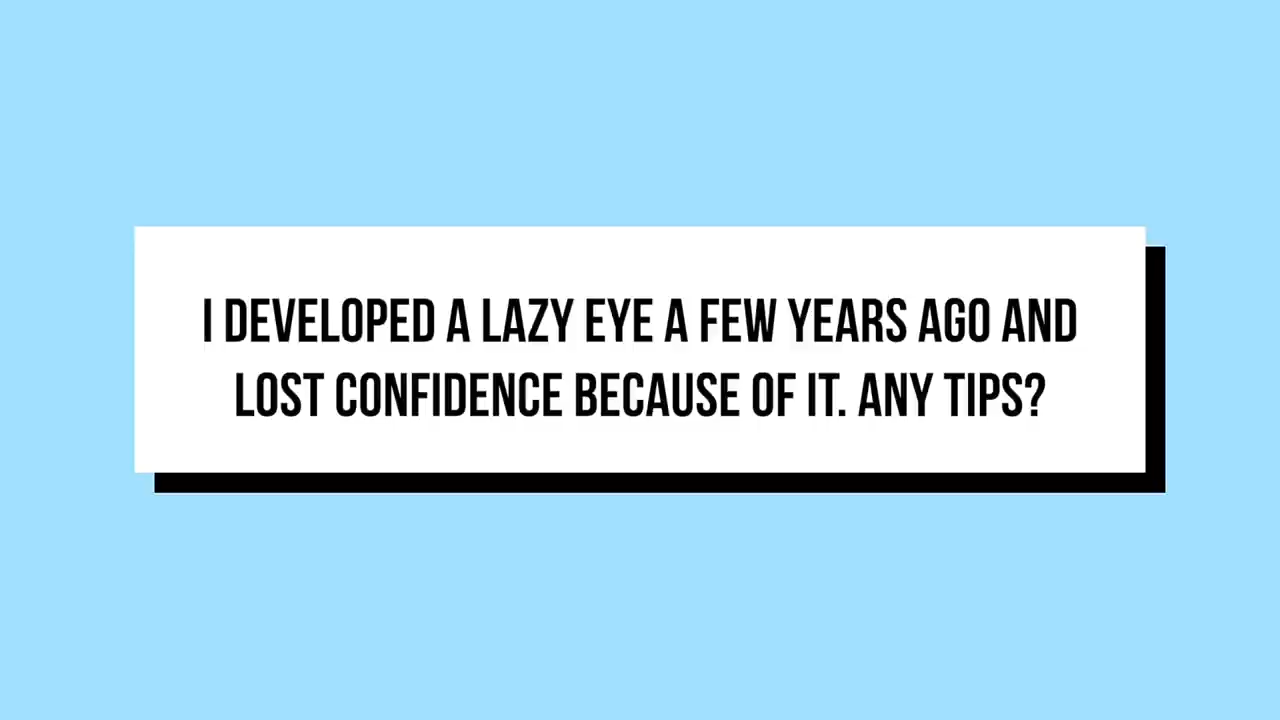 I DEVELOPED A LAZY EYE A FEW YEARS AGO AND
LOST CONFIDENCE BECAUSE OF IT. ANY TIPS?